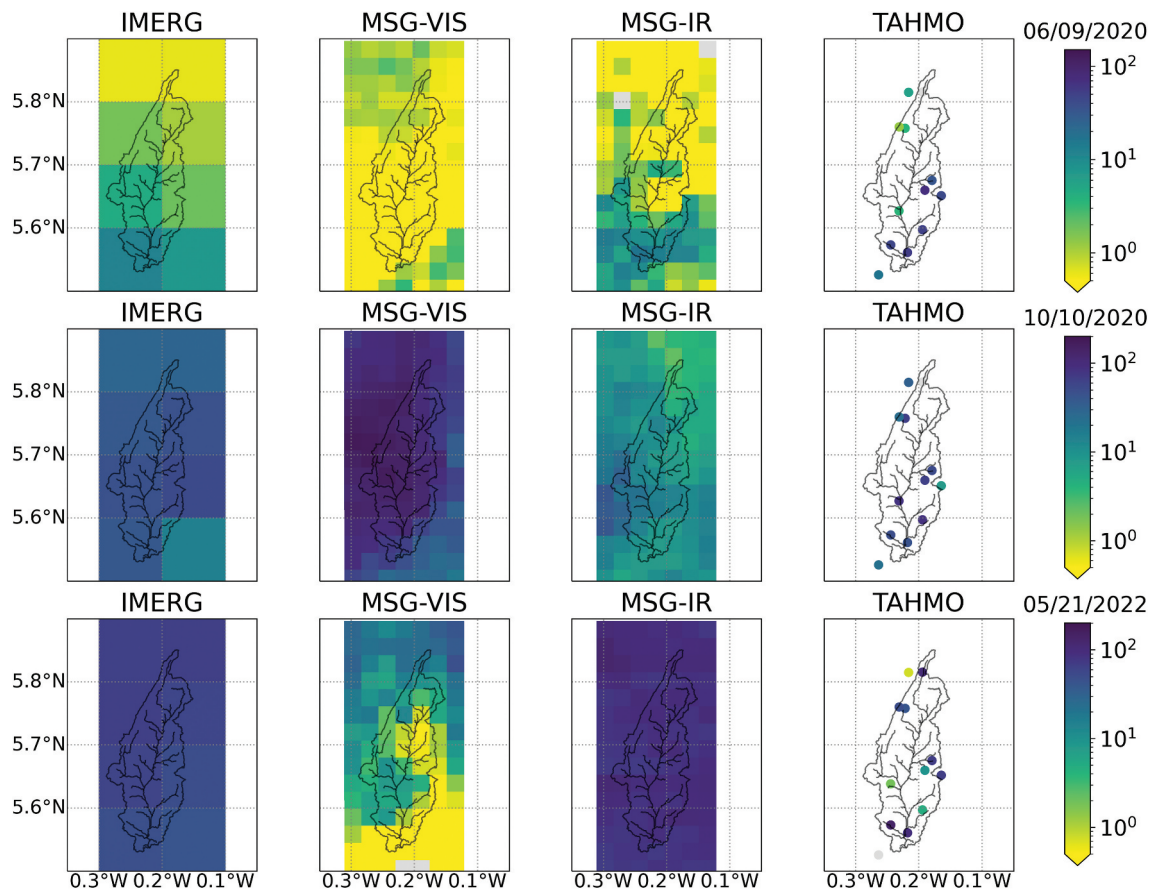 IMERG MSG-VIS MSG-IR TAHMO 06/09/2020
5.8°N
5.7°N
5.6°N
10²
10¹
10⁰
IMERG MSG-VIS MSG-IR TAHMO 10/10/2020
5.8°N
5.7°N
5.6°N
10²
10¹
10⁰
IMERG MSG-VIS MSG-IR TAHMO 05/21/2022
5.8°N
5.7°N
5.6°N
10²
10¹
10⁰
0.3°W 0.2°W 0.1°W 0.3°W 0.2°W 0.1°W 0.3°W 0.2°W 0.1°W 0.3°W 0.2°W 0.1°W